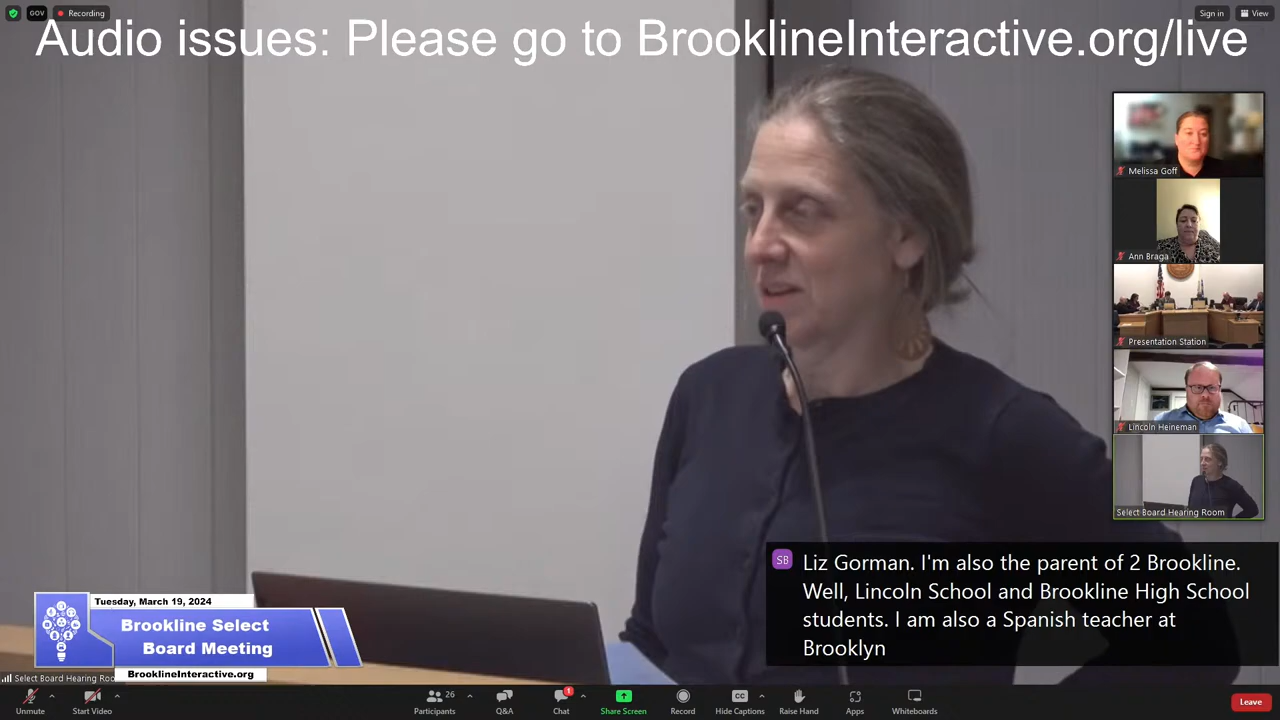 GOV
Recording
Sign in
View
Audio issues: Please go to BrooklineInteractive.org/live
Melissa Goff
Ann Braga
Presentation Station
Lincoln Heineman
Select Board Hearing Room
SB
Liz Gorman. I'm also the parent of 2 Brookline.
Well, Lincoln School and Brookline High School
students. I am also a Spanish teacher at
Brooklyn
Tuesday, March 19, 2024
Brookline Select
Board Meeting
BrooklineInteractive.org
Select Board Hearing Roo
Unmute
Start Video
Participants
26
Q&A
Chat
1
Share Screen
Record
CC
Hide Captions
Raise Hand
Apps
Whiteboards
Leave